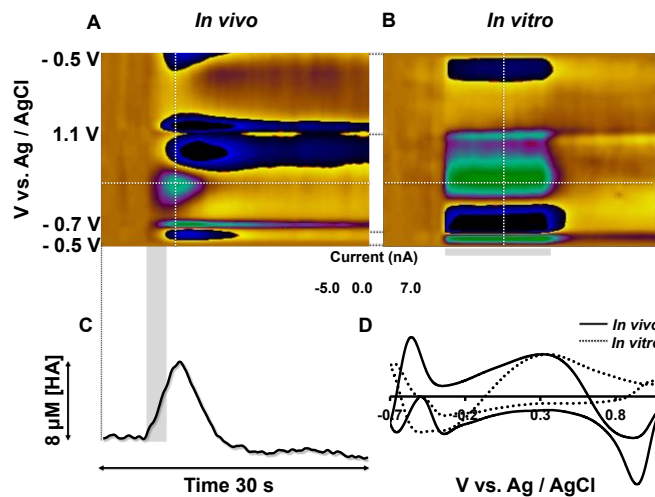 A
In vivo
B
In vitro
V vs. Ag / AgCl
- 0.5 V
1.1 V
- 0.7 V
- 0.5 V
Current (nA)
-5.0 0.0 7.0
C
8 μM [HA]
Time 30 s
D
In vivo
In vitro
-0.7 -0.2 0.3 0.8
V vs. Ag / AgCl